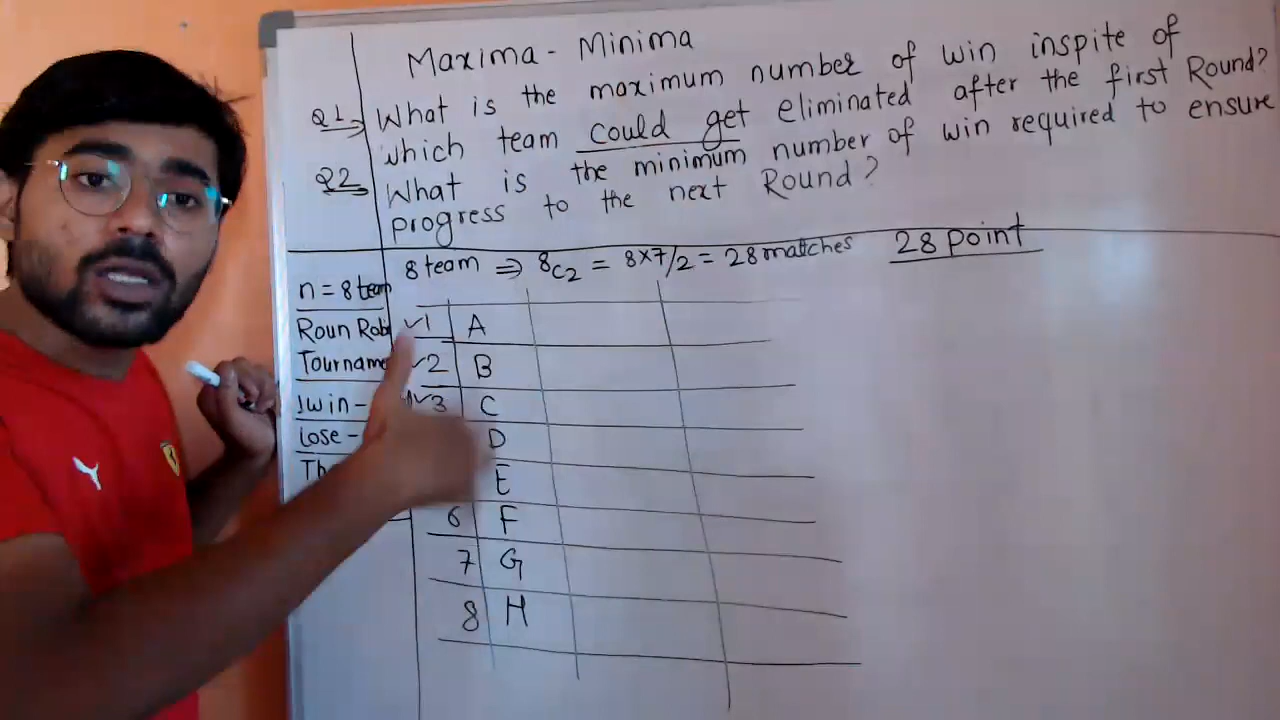 Maxima - Minima
Q1 What is the maximum number of win inspite of
which team could get eliminated after the first Round?
Q2 What is the minimum number of win required to ensure
progress to the next Round?
8 team ⇒ 8C2 = 8×7/2 = 28 matches 28 point
n = 8 team
Roun Rob ✓1 A
Tourname ✓2 B
1win - ✓3 C
Lose - D
Th E
6 F
7 G
8 H